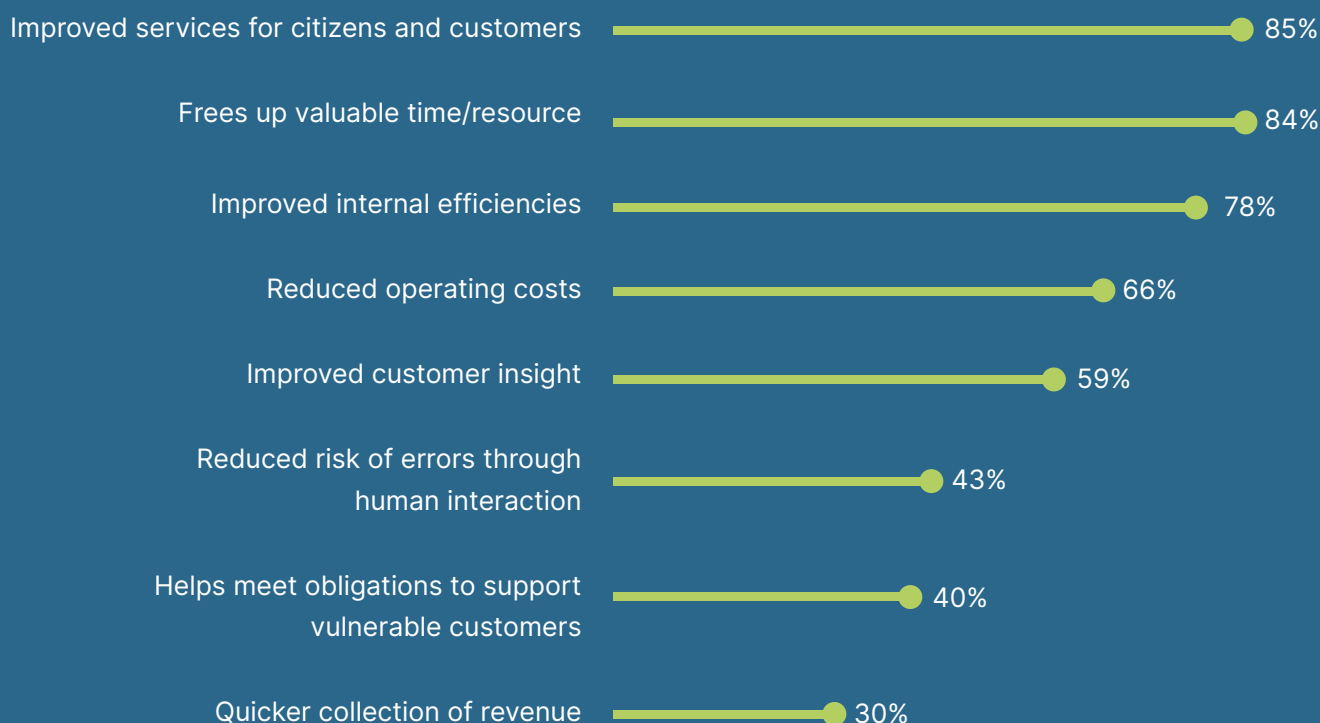 Improved services for citizens and customers 85%
Frees up valuable time/resource 84%
Improved internal efficiencies 78%
Reduced operating costs 66%
Improved customer insight 59%
Reduced risk of errors through
human interaction 43%
Helps meet obligations to support
vulnerable customers 40%
Quicker collection of revenue 30%